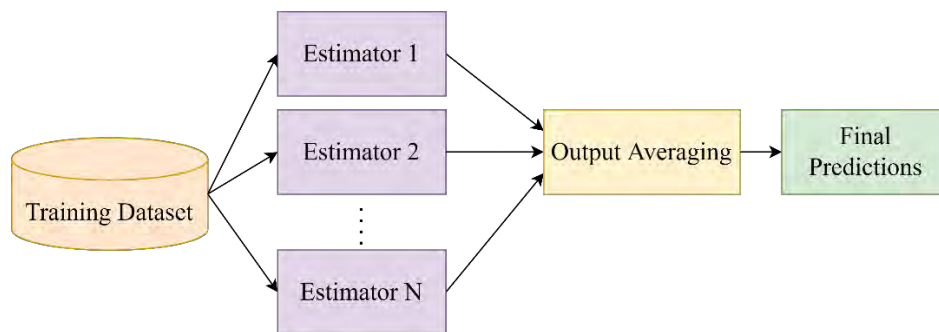 Training Dataset
Estimator 1
Estimator 2
Estimator N
Output Averaging
Final
Predictions